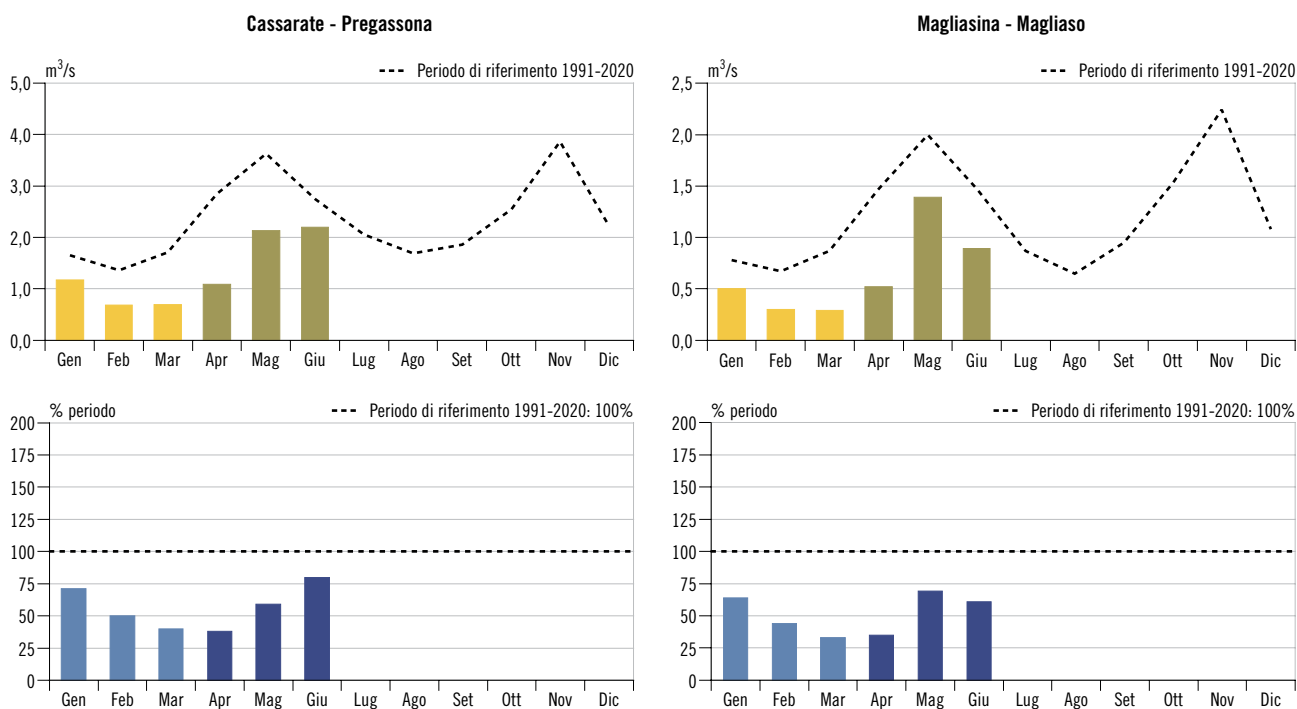 Cassarate - Pregassona
m³/s
Periodo di riferimento 1991-2020
5,0
4,0
3,0
2,0
1,0
0,0
Gen Feb Mar Apr Mag Giu Lug Ago Set Ott Nov Dic
Magliasina - Magliaso
m³/s
Periodo di riferimento 1991-2020
2,5
2,0
1,5
1,0
0,5
0,0
Gen Feb Mar Apr Mag Giu Lug Ago Set Ott Nov Dic
% periodo
Periodo di riferimento 1991-2020: 100%
200
175
150
125
100
75
50
25
0
Gen Feb Mar Apr Mag Giu Lug Ago Set Ott Nov Dic
% periodo
Periodo di riferimento 1991-2020: 100%
200
175
150
125
100
75
50
25
0
Gen Feb Mar Apr Mag Giu Lug Ago Set Ott Nov Dic